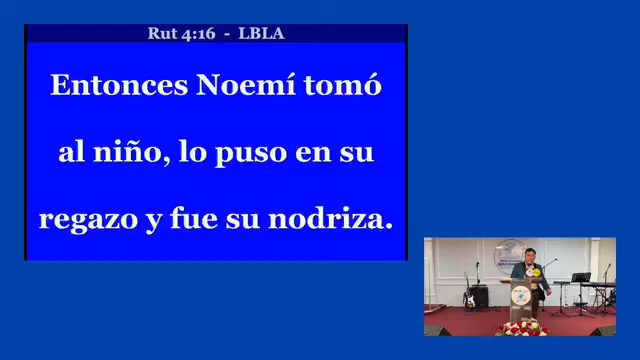 Rut 4:16 - LBLA
Entonces Noemí tomó
al niño, lo puso en su
regazo y fue su nodriza.